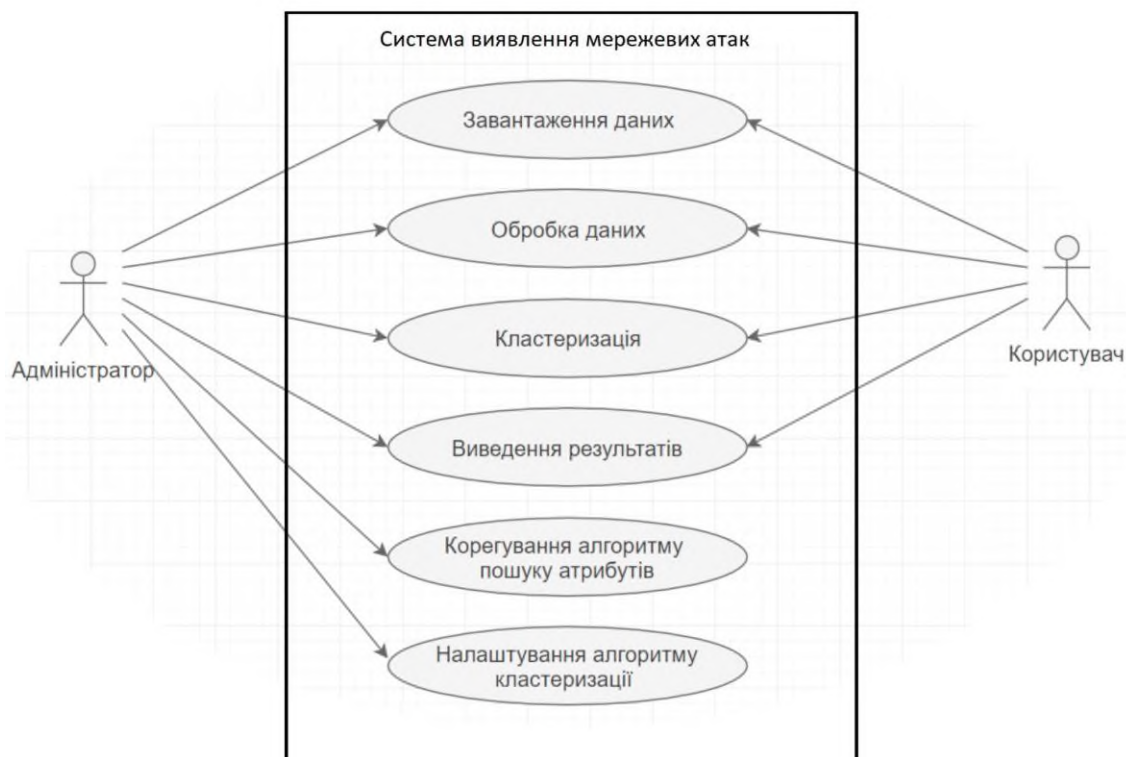 Система виявлення мережевих атак
Завантаження даних
Обробка даних
Кластеризація
Адміністратор
Користувач
Виведення результатів
Корегування алгоритму
пошуку атрибутів
Налаштування алгоритму
кластеризації